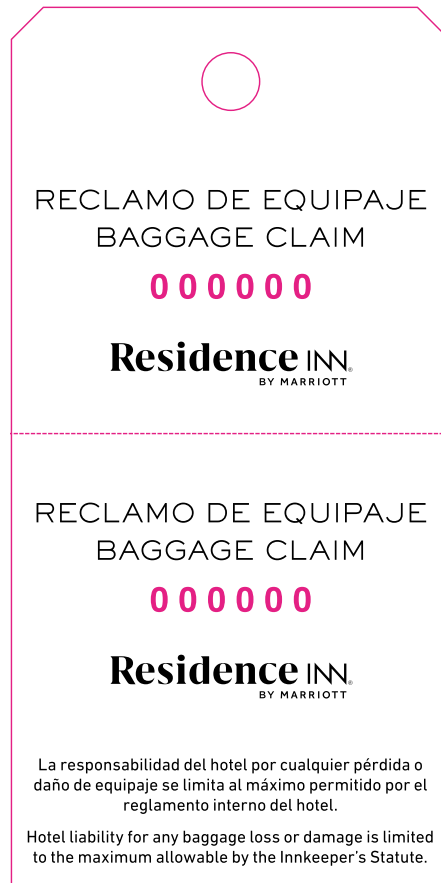 RECLAMO DE EQUIPAJE
BAGGAGE CLAIM
000000
Residence INN®
BY MARRIOTT
RECLAMO DE EQUIPAJE
BAGGAGE CLAIM
000000
Residence INN®
BY MARRIOTT
La responsabilidad del hotel por cualquier pérdida o
daño de equipaje se limita al máximo permitido por el
reglamento interno del hotel.
Hotel liability for any baggage loss or damage is limited
to the maximum allowable by the Innkeeper's Statute.